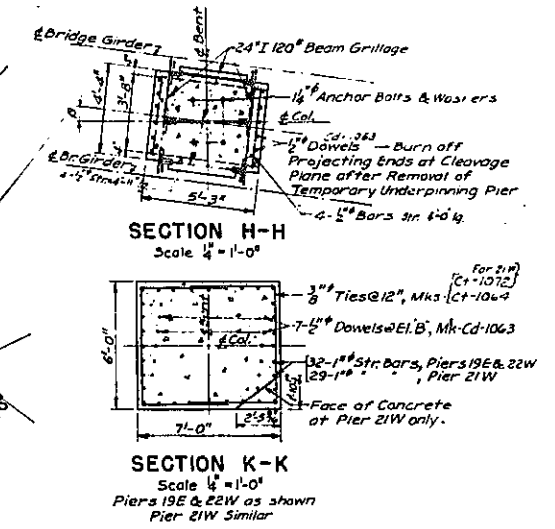 ℄ Bent
℄ Bridge Girder
24" I 120# Beam Grillage
4'-4"
3'-8"
1¼"φ Anchor Bolts & Washers
℄ Col.
Cd-1063
½"φ Dowels — Burn off
Projecting Ends at Cleavage
Plane after Removal of
Temporary Underpinning Pier
℄ Br. Girder
5'-3"
4-½"φ Bars Str. 6'-0" lg.
SECTION H-H
Scale ¼" = 1'-0"
For 21W
Ct-1072
⅜"φ Ties @ 12", Mks. Ct-1064
7-½"φ Dowels @ El. 'B', Mk-Cd-1063
℄ Bent
℄ Col.
6'-0"
32-1"φ Str. Bars, Piers 19E & 22W
29-1"φ " " , Pier 21W
Face of Concrete
at Pier 21W only.
7'-0"
SECTION K-K
Scale ¼" = 1'-0"
Piers 19E & 22W as shown
Pier 21W Similar